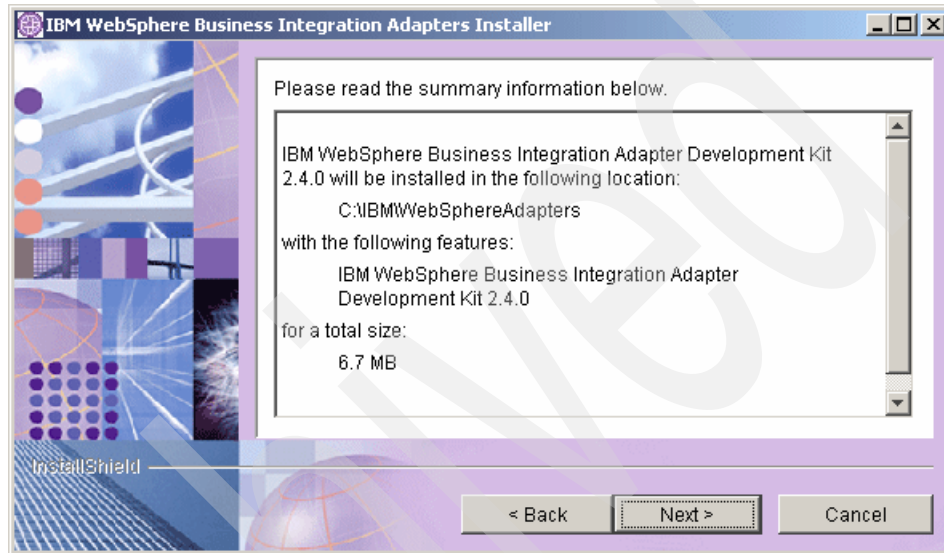 IBM WebSphere Business Integration Adapters Installer
Please read the summary information below.
IBM WebSphere Business Integration Adapter Development Kit
2.4.0 will be installed in the following location:
C:\IBM\WebSphereAdapters
with the following features:
IBM WebSphere Business Integration Adapter
Development Kit 2.4.0
for a total size:
6.7 MB
InstallShield
< Back Next > Cancel